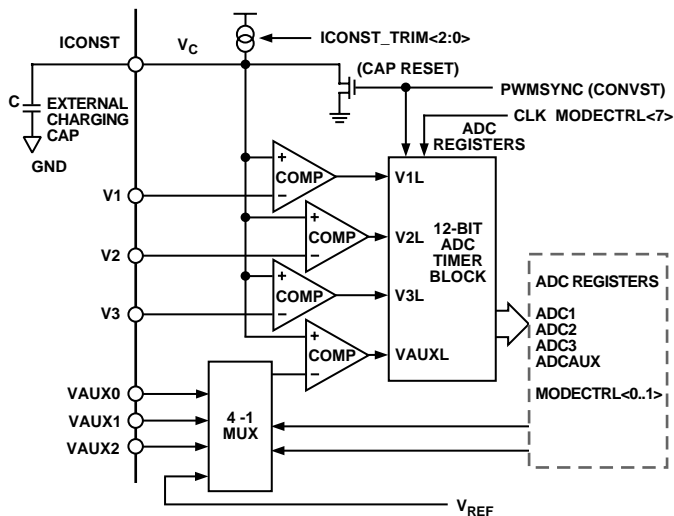 ICONST
V_C
ICONST_TRIM<2:0>
(CAP RESET)
PWMSYNC (CONVST)
CLK MODECTRL<7>
C
EXTERNAL
CHARGING
CAP
GND
ADC
REGISTERS
+
COMP
–
V1
V1L
+
COMP
–
V2
V2L
12-BIT
ADC
TIMER
BLOCK
+
COMP
–
V3
V3L
+
COMP
–
VAUXL
ADC REGISTERS
ADC1
ADC2
ADC3
ADCAUX
MODECTRL<0..1>
VAUX0
VAUX1
VAUX2
4 -1
MUX
VREF